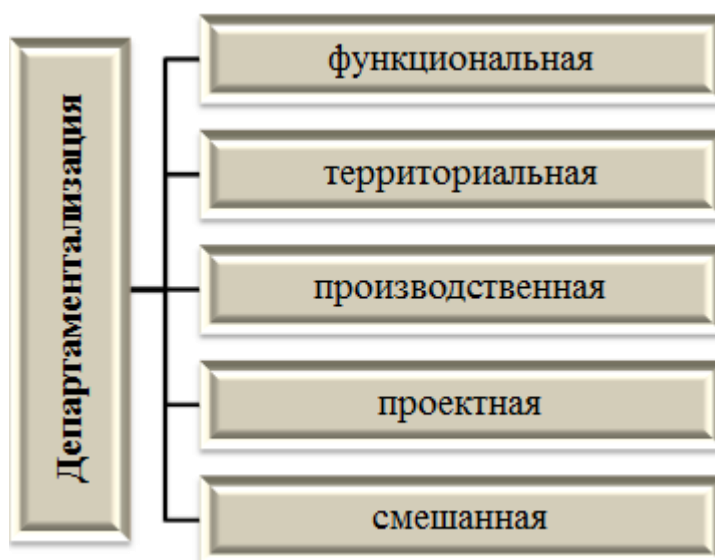 Департаментализация
функциональная
территориальная
производственная
проектная
смешанная